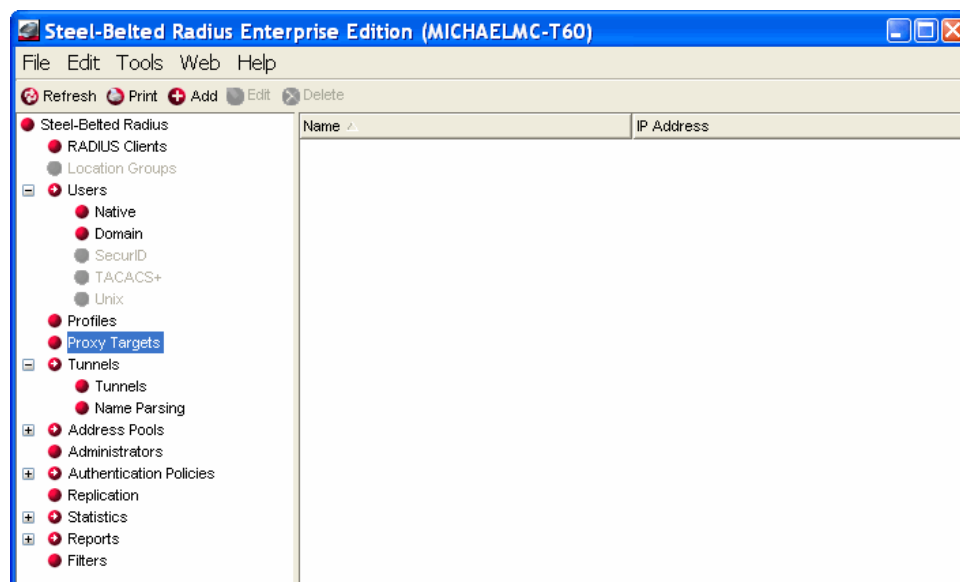 Steel-Belted Radius Enterprise Edition (MICHAELMC-T60)
File Edit Tools Web Help
Refresh Print Add Edit Delete
Steel-Belted Radius
RADIUS Clients
Location Groups
Users
Native
Domain
SecurID
TACACS+
Unix
Profiles
Proxy Targets
Tunnels
Tunnels
Name Parsing
Address Pools
Administrators
Authentication Policies
Replication
Statistics
Reports
Filters
Name IP Address